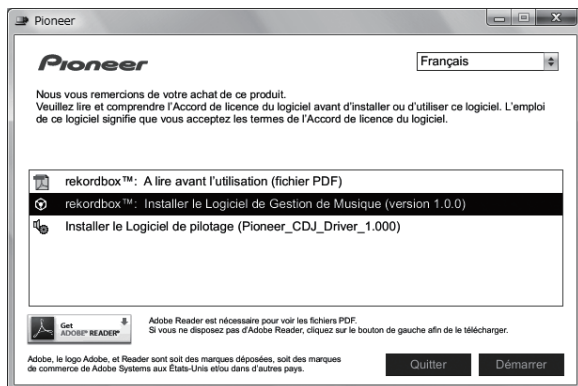 Pioneer
Pioneer
Français
Nous vous remercions de votre achat de ce produit.
Veuillez lire et comprendre l'Accord de licence du logiciel avant d'installer ou d'utiliser ce logiciel. L'emploi
de ce logiciel signifie que vous acceptez les termes de l'Accord de licence du logiciel.
rekordbox™: A lire avant l'utilisation (fichier PDF)
rekordbox™: Installer le Logiciel de Gestion de Musique (version 1.0.0)
Installer le Logiciel de pilotage (Pioneer_CDJ_Driver_1.000)
Get
ADOBE® READER®
Adobe Reader est nécessaire pour voir les fichiers PDF.
Si vous ne disposez pas d'Adobe Reader, cliquez sur le bouton de gauche afin de le télécharger.
Adobe, le logo Adobe, et Reader sont soit des marques déposées, soit des marques
de commerce de Adobe Systems aux États-Unis et/ou dans d'autres pays.
Quitter
Démarrer